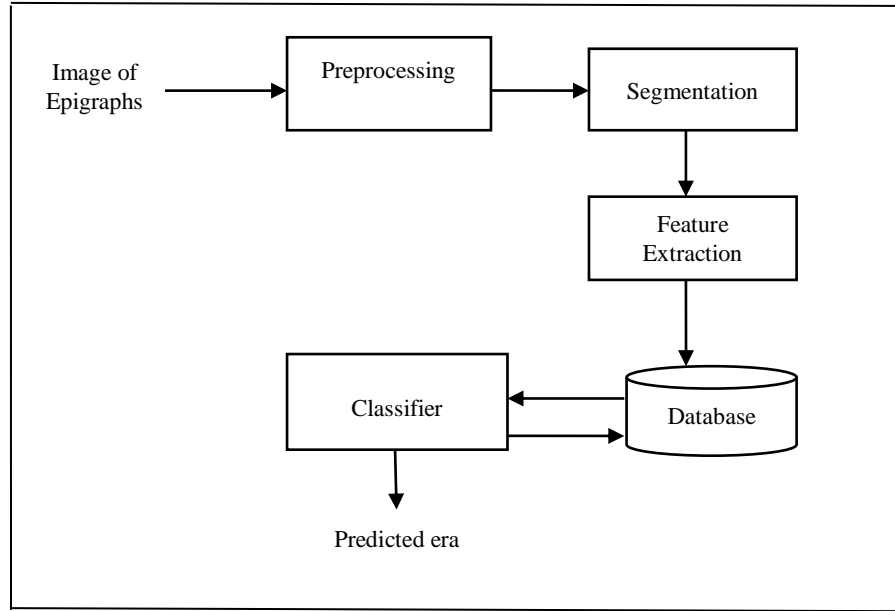 Image of
Epigraphs
Preprocessing
Segmentation
Feature
Extraction
Database
Classifier
Predicted era